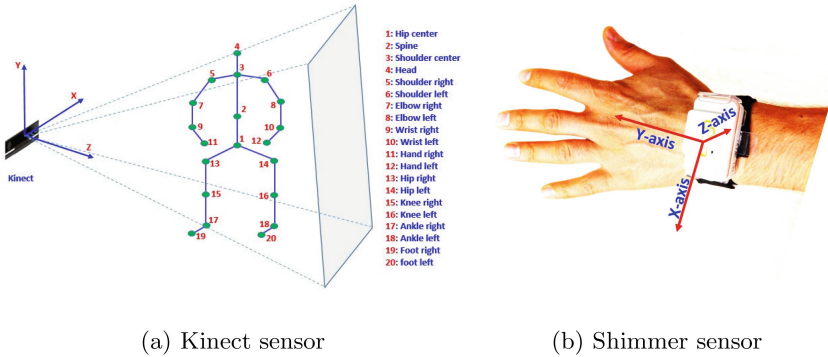 Y
X
Z
Kinect
4
3
5
6
7
8
2
9
10
11
12
1
13
14
15
16
17
18
19
20
1: Hip center
2: Spine
3: Shoulder center
4: Head
5: Shoulder right
6: Shoulder left
7: Elbow right
8: Elbow left
9: Wrist right
10: Wrist left
11: Hand right
12: Hand left
13: Hip right
14: Hip left
15: Knee right
16: Knee left
17: Ankle right
18: Ankle left
19: Foot right
20: foot left
Z-axis
Y-axis
X-axis
(a) Kinect sensor
(b) Shimmer sensor